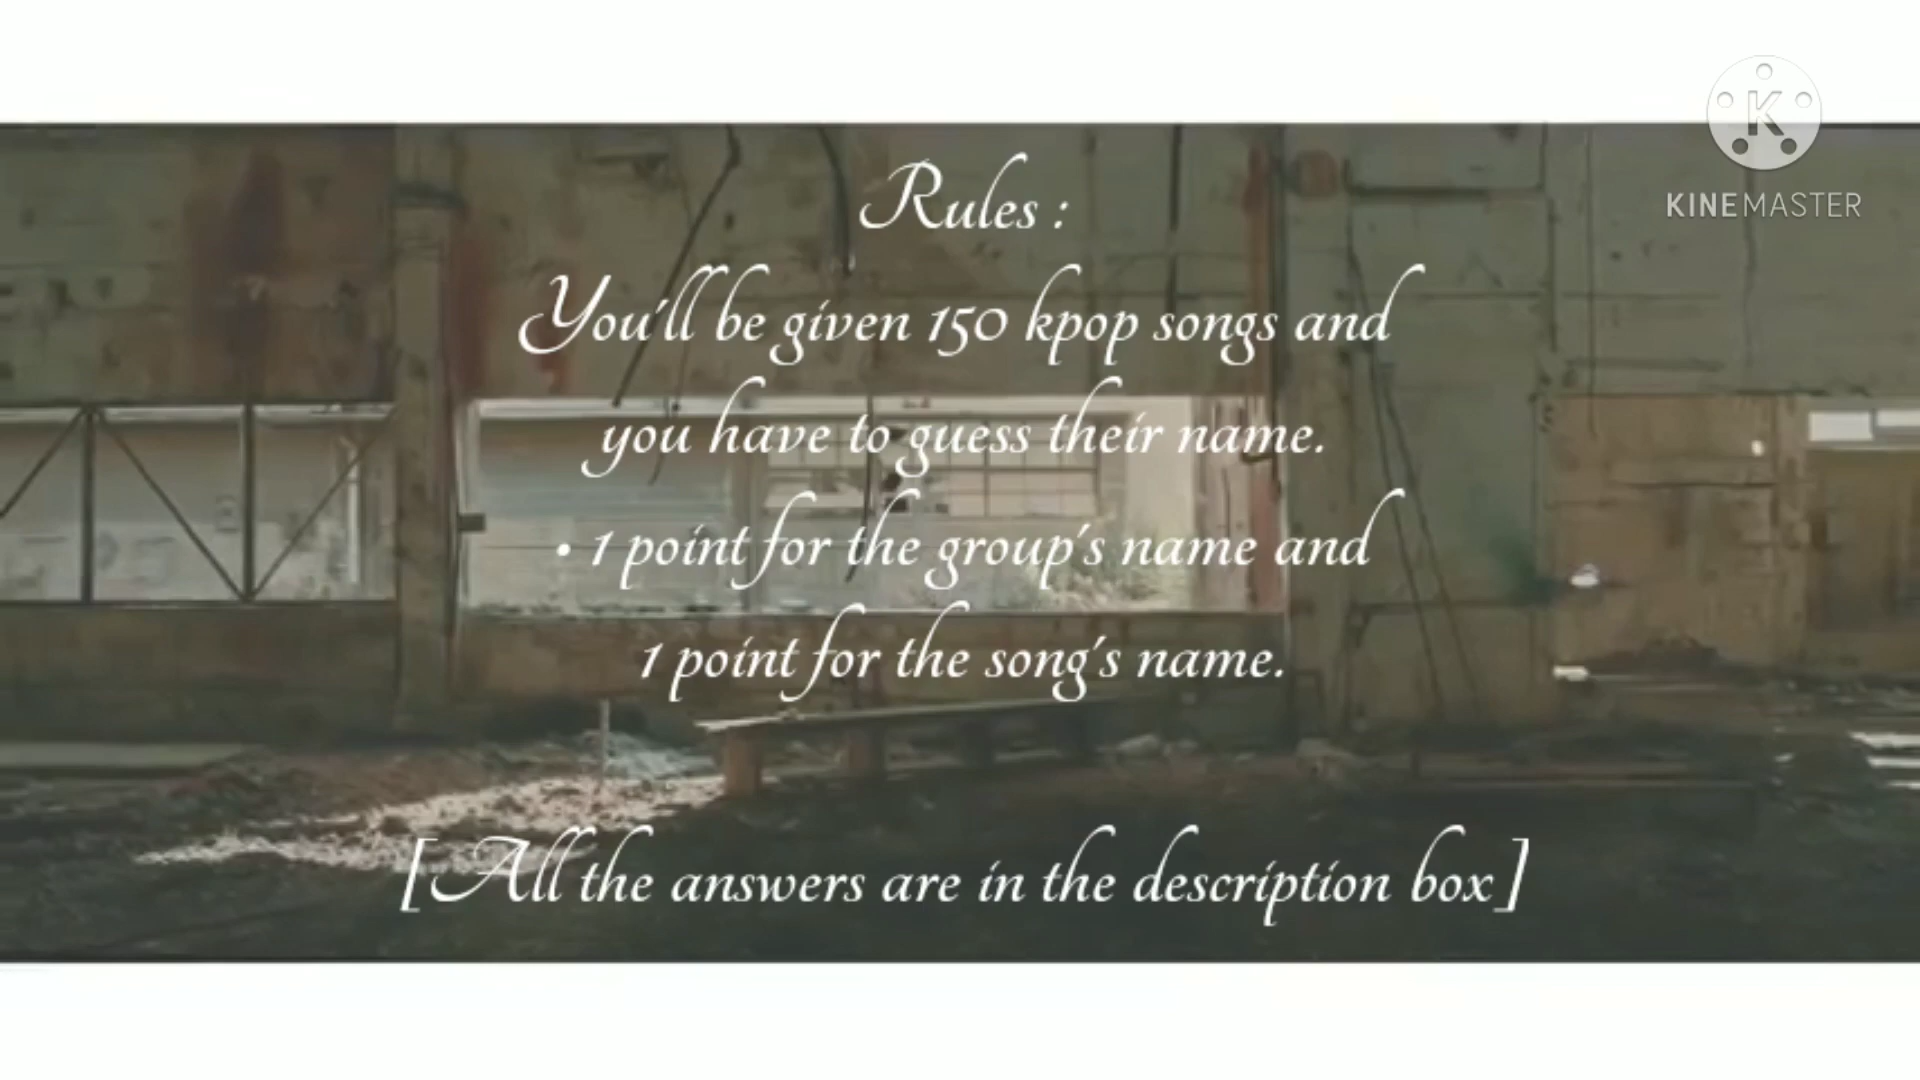 KINEMASTER
Rules :
You'll be given 150 kpop songs and
you have to guess their name.
• 1 point for the group's name and
1 point for the song's name.
[All the answers are in the description box]